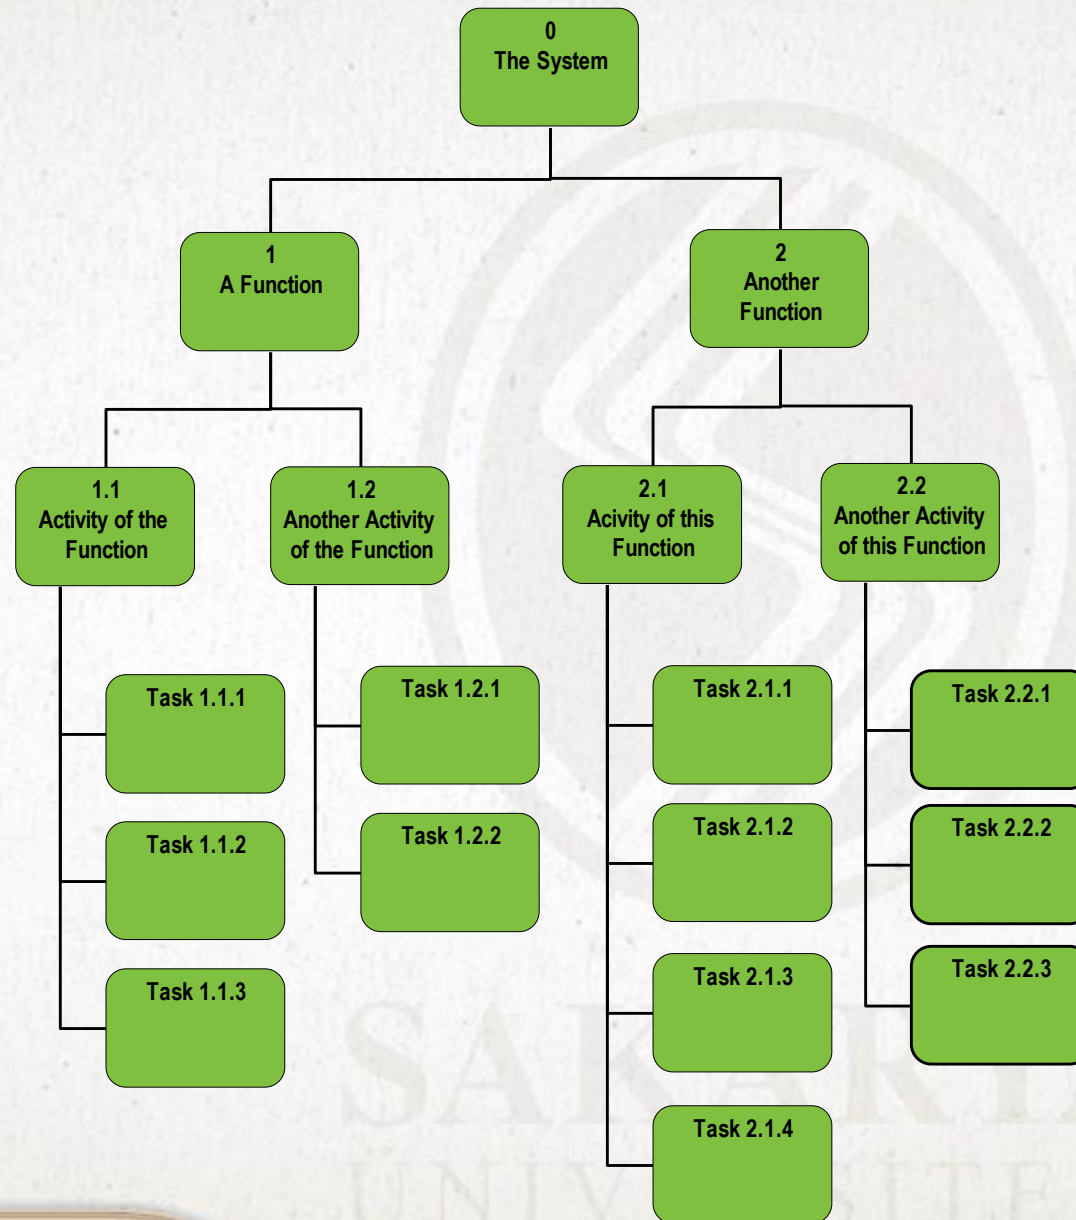 0
The System
1
A Function
2
Another
Function
1.1
Activity of the
Function
1.2
Another Activity
of the Function
2.1
Acivity of this
Function
2.2
Another Activity
of this Function
Task 1.1.1
Task 1.2.1
Task 2.1.1
Task 2.2.1
Task 1.1.2
Task 1.2.2
Task 2.1.2
Task 2.2.2
Task 1.1.3
Task 2.1.3
Task 2.2.3
Task 2.1.4